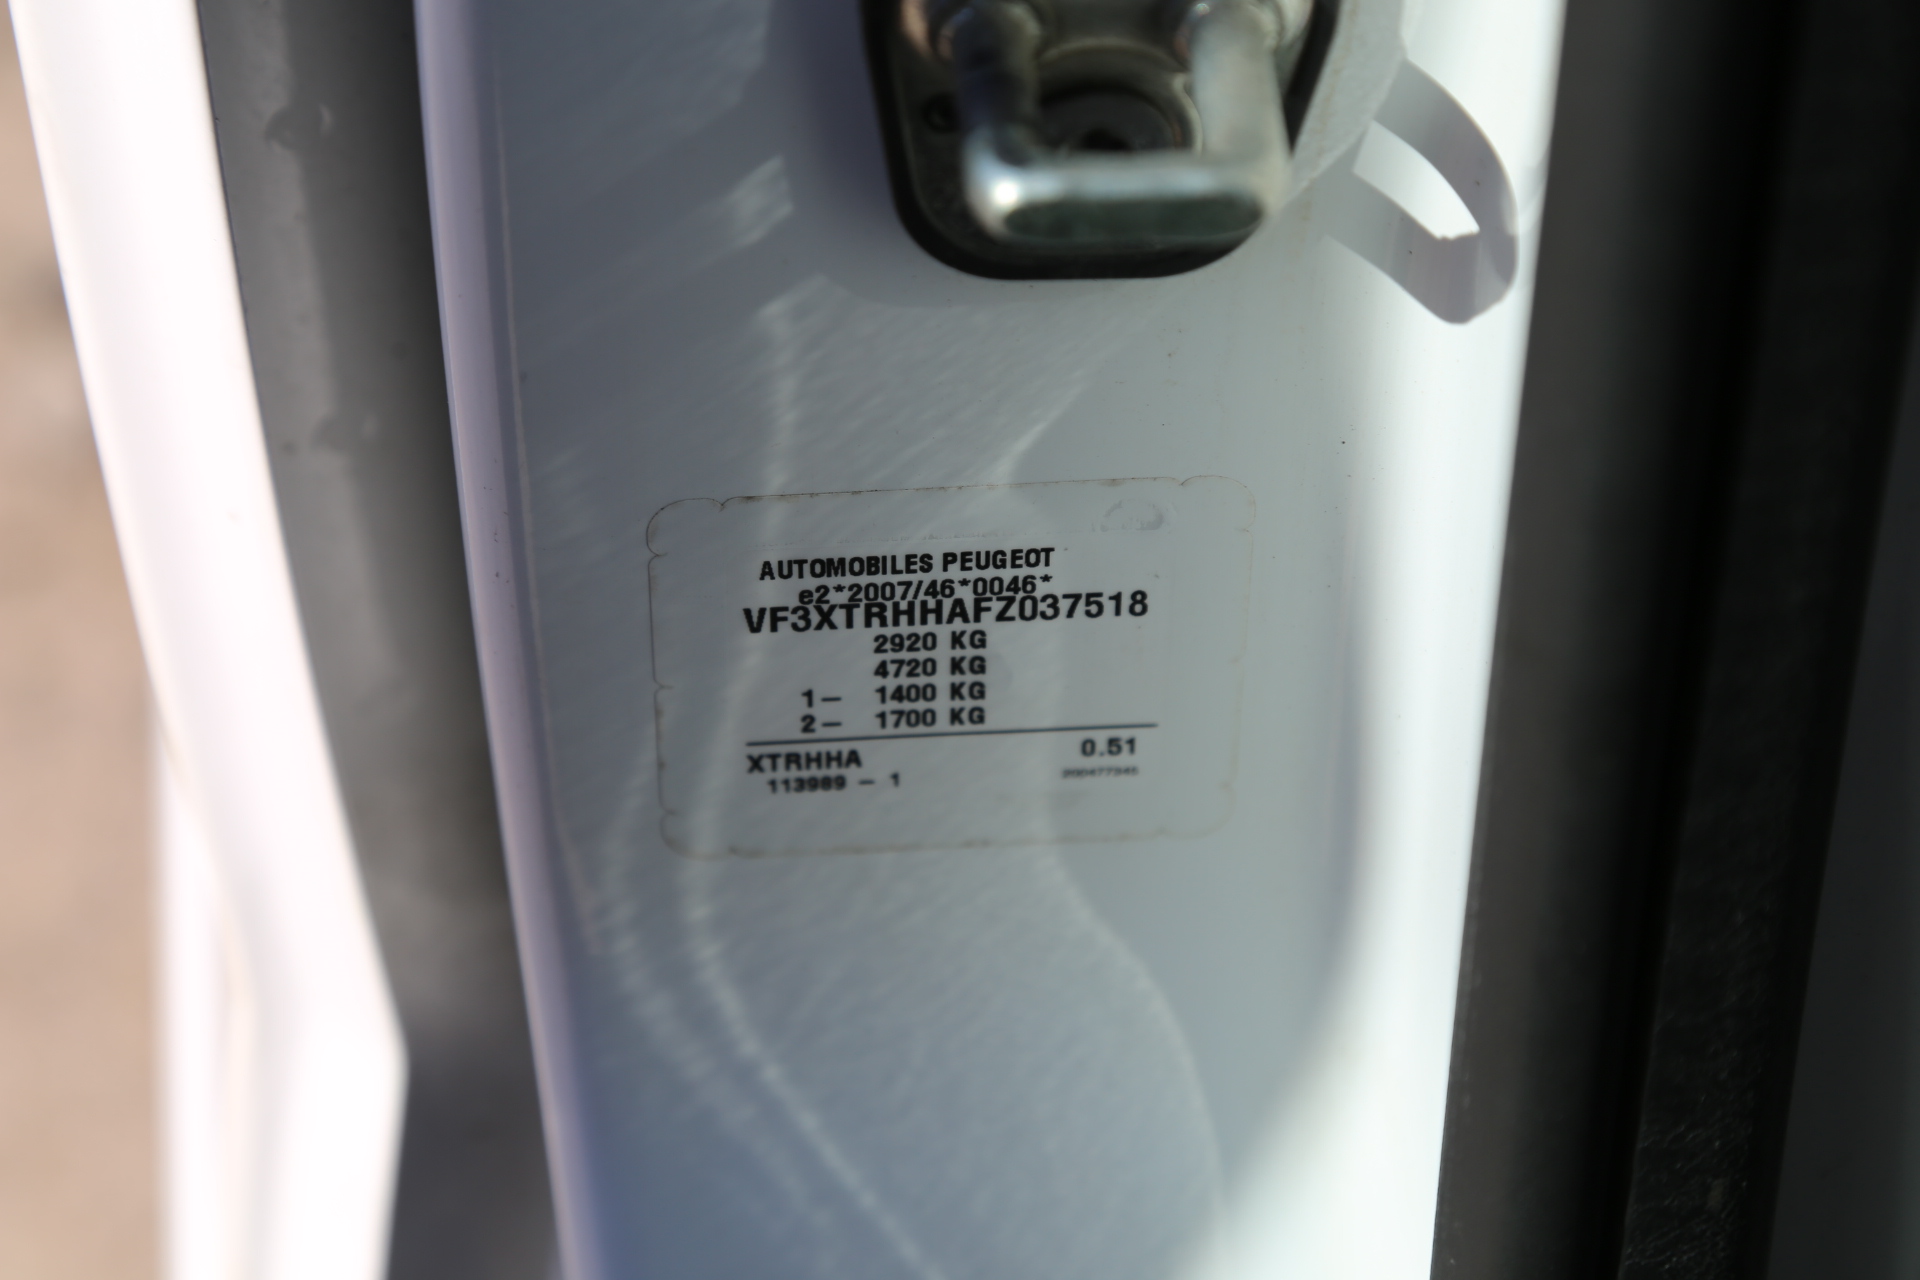 AUTOMOBILES PEUGEOT
e2*2007/46*0046*
VF3XTRHHAFZ037518
2920 KG
4720 KG
1– 1400 KG
2– 1700 KG
XTRHHA 0.51
113989 – 1